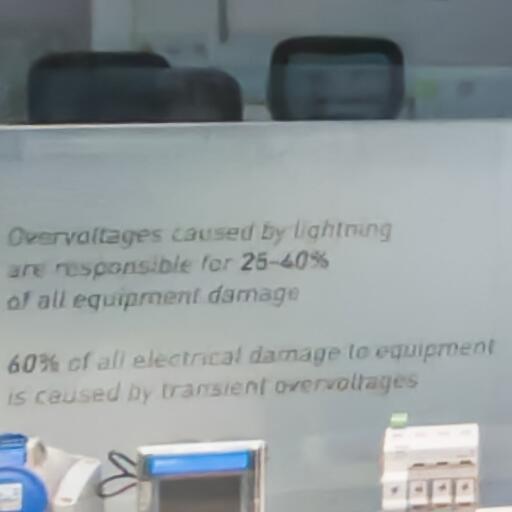 Overvoltages caused by lightning
are responsible for 25-40%
of all equipment damage
60% of all electrical damage to equipment
is caused by transient overvoltages